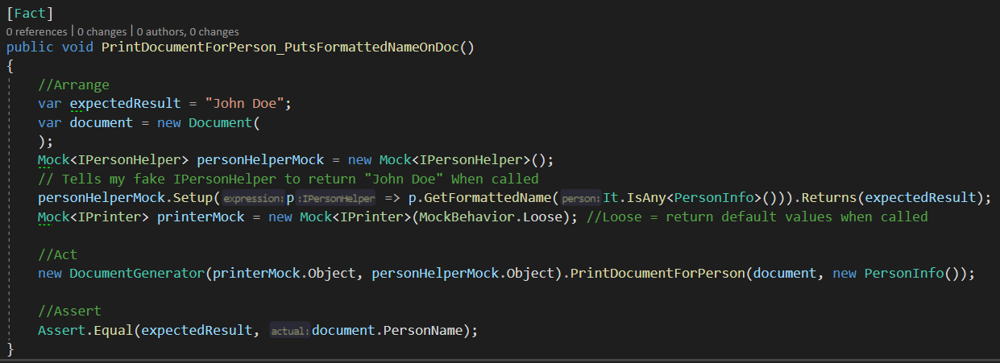 [Fact]
0 references | 0 changes | 0 authors, 0 changes
public void PrintDocumentForPerson_PutsFormattedNameOnDoc()
{
//Arrange
var expectedResult = "John Doe";
var document = new Document(
);
Mock<IPersonHelper> personHelperMock = new Mock<IPersonHelper>();
// Tells my fake IPersonHelper to return "John Doe" When called
personHelperMock.Setup(expression:p:IPersonHelper => p.GetFormattedName(person:It.IsAny<PersonInfo>())).Returns(expectedResult);
Mock<IPrinter> printerMock = new Mock<IPrinter>(MockBehavior.Loose); //Loose = return default values when called
//Act
new DocumentGenerator(printerMock.Object, personHelperMock.Object).PrintDocumentForPerson(document, new PersonInfo());
//Assert
Assert.Equal(expectedResult, actual:document.PersonName);
}